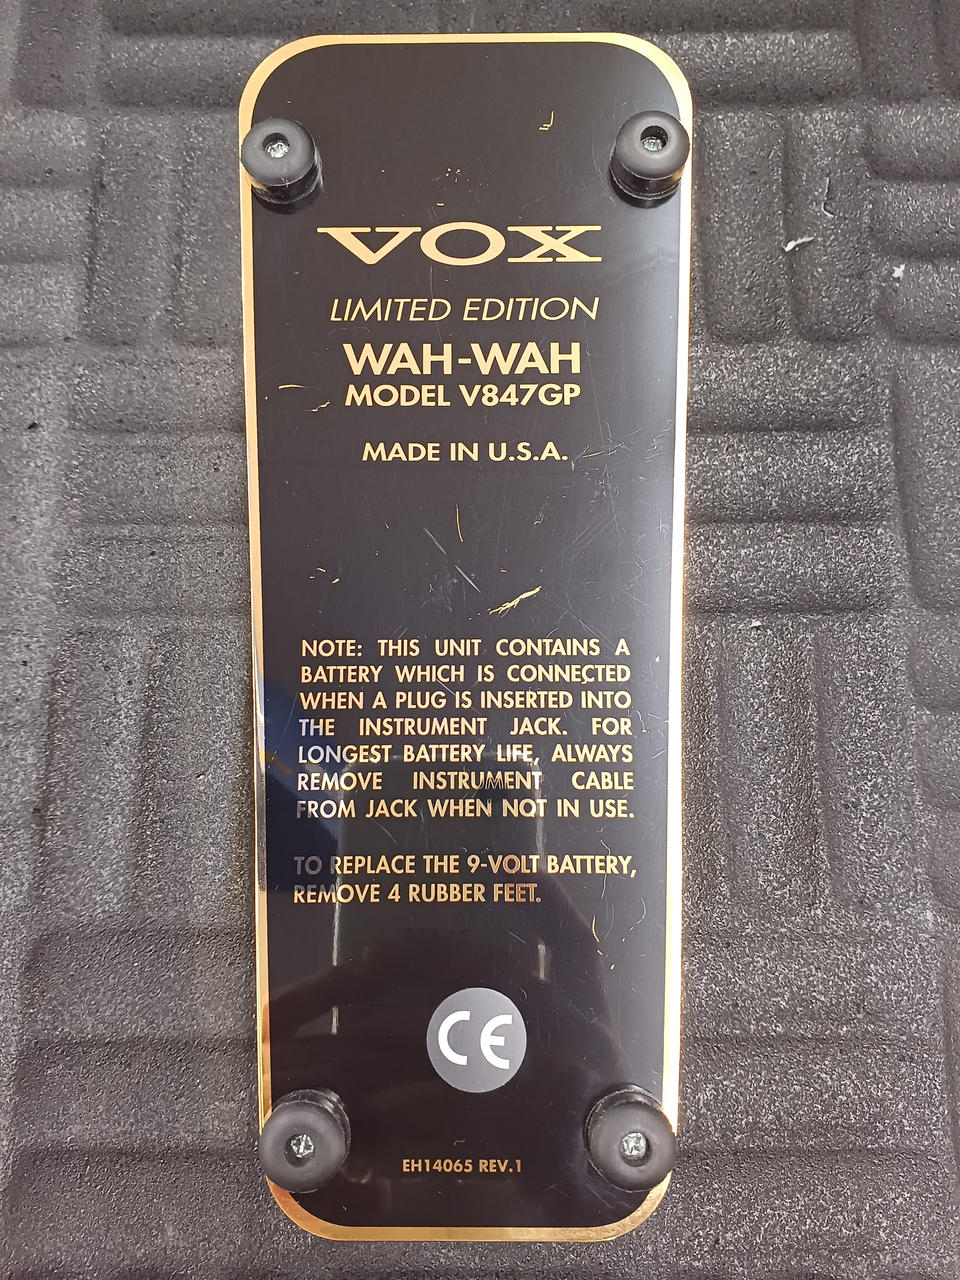 VOX
LIMITED EDITION
WAH-WAH
MODEL V847GP
MADE IN U.S.A.
NOTE: THIS UNIT CONTAINS A
BATTERY WHICH IS CONNECTED
WHEN A PLUG IS INSERTED INTO
THE INSTRUMENT JACK. FOR
LONGEST BATTERY LIFE, ALWAYS
REMOVE INSTRUMENT CABLE
FROM JACK WHEN NOT IN USE.
TO REPLACE THE 9-VOLT BATTERY,
REMOVE 4 RUBBER FEET.
CE
EH14065 REV.1